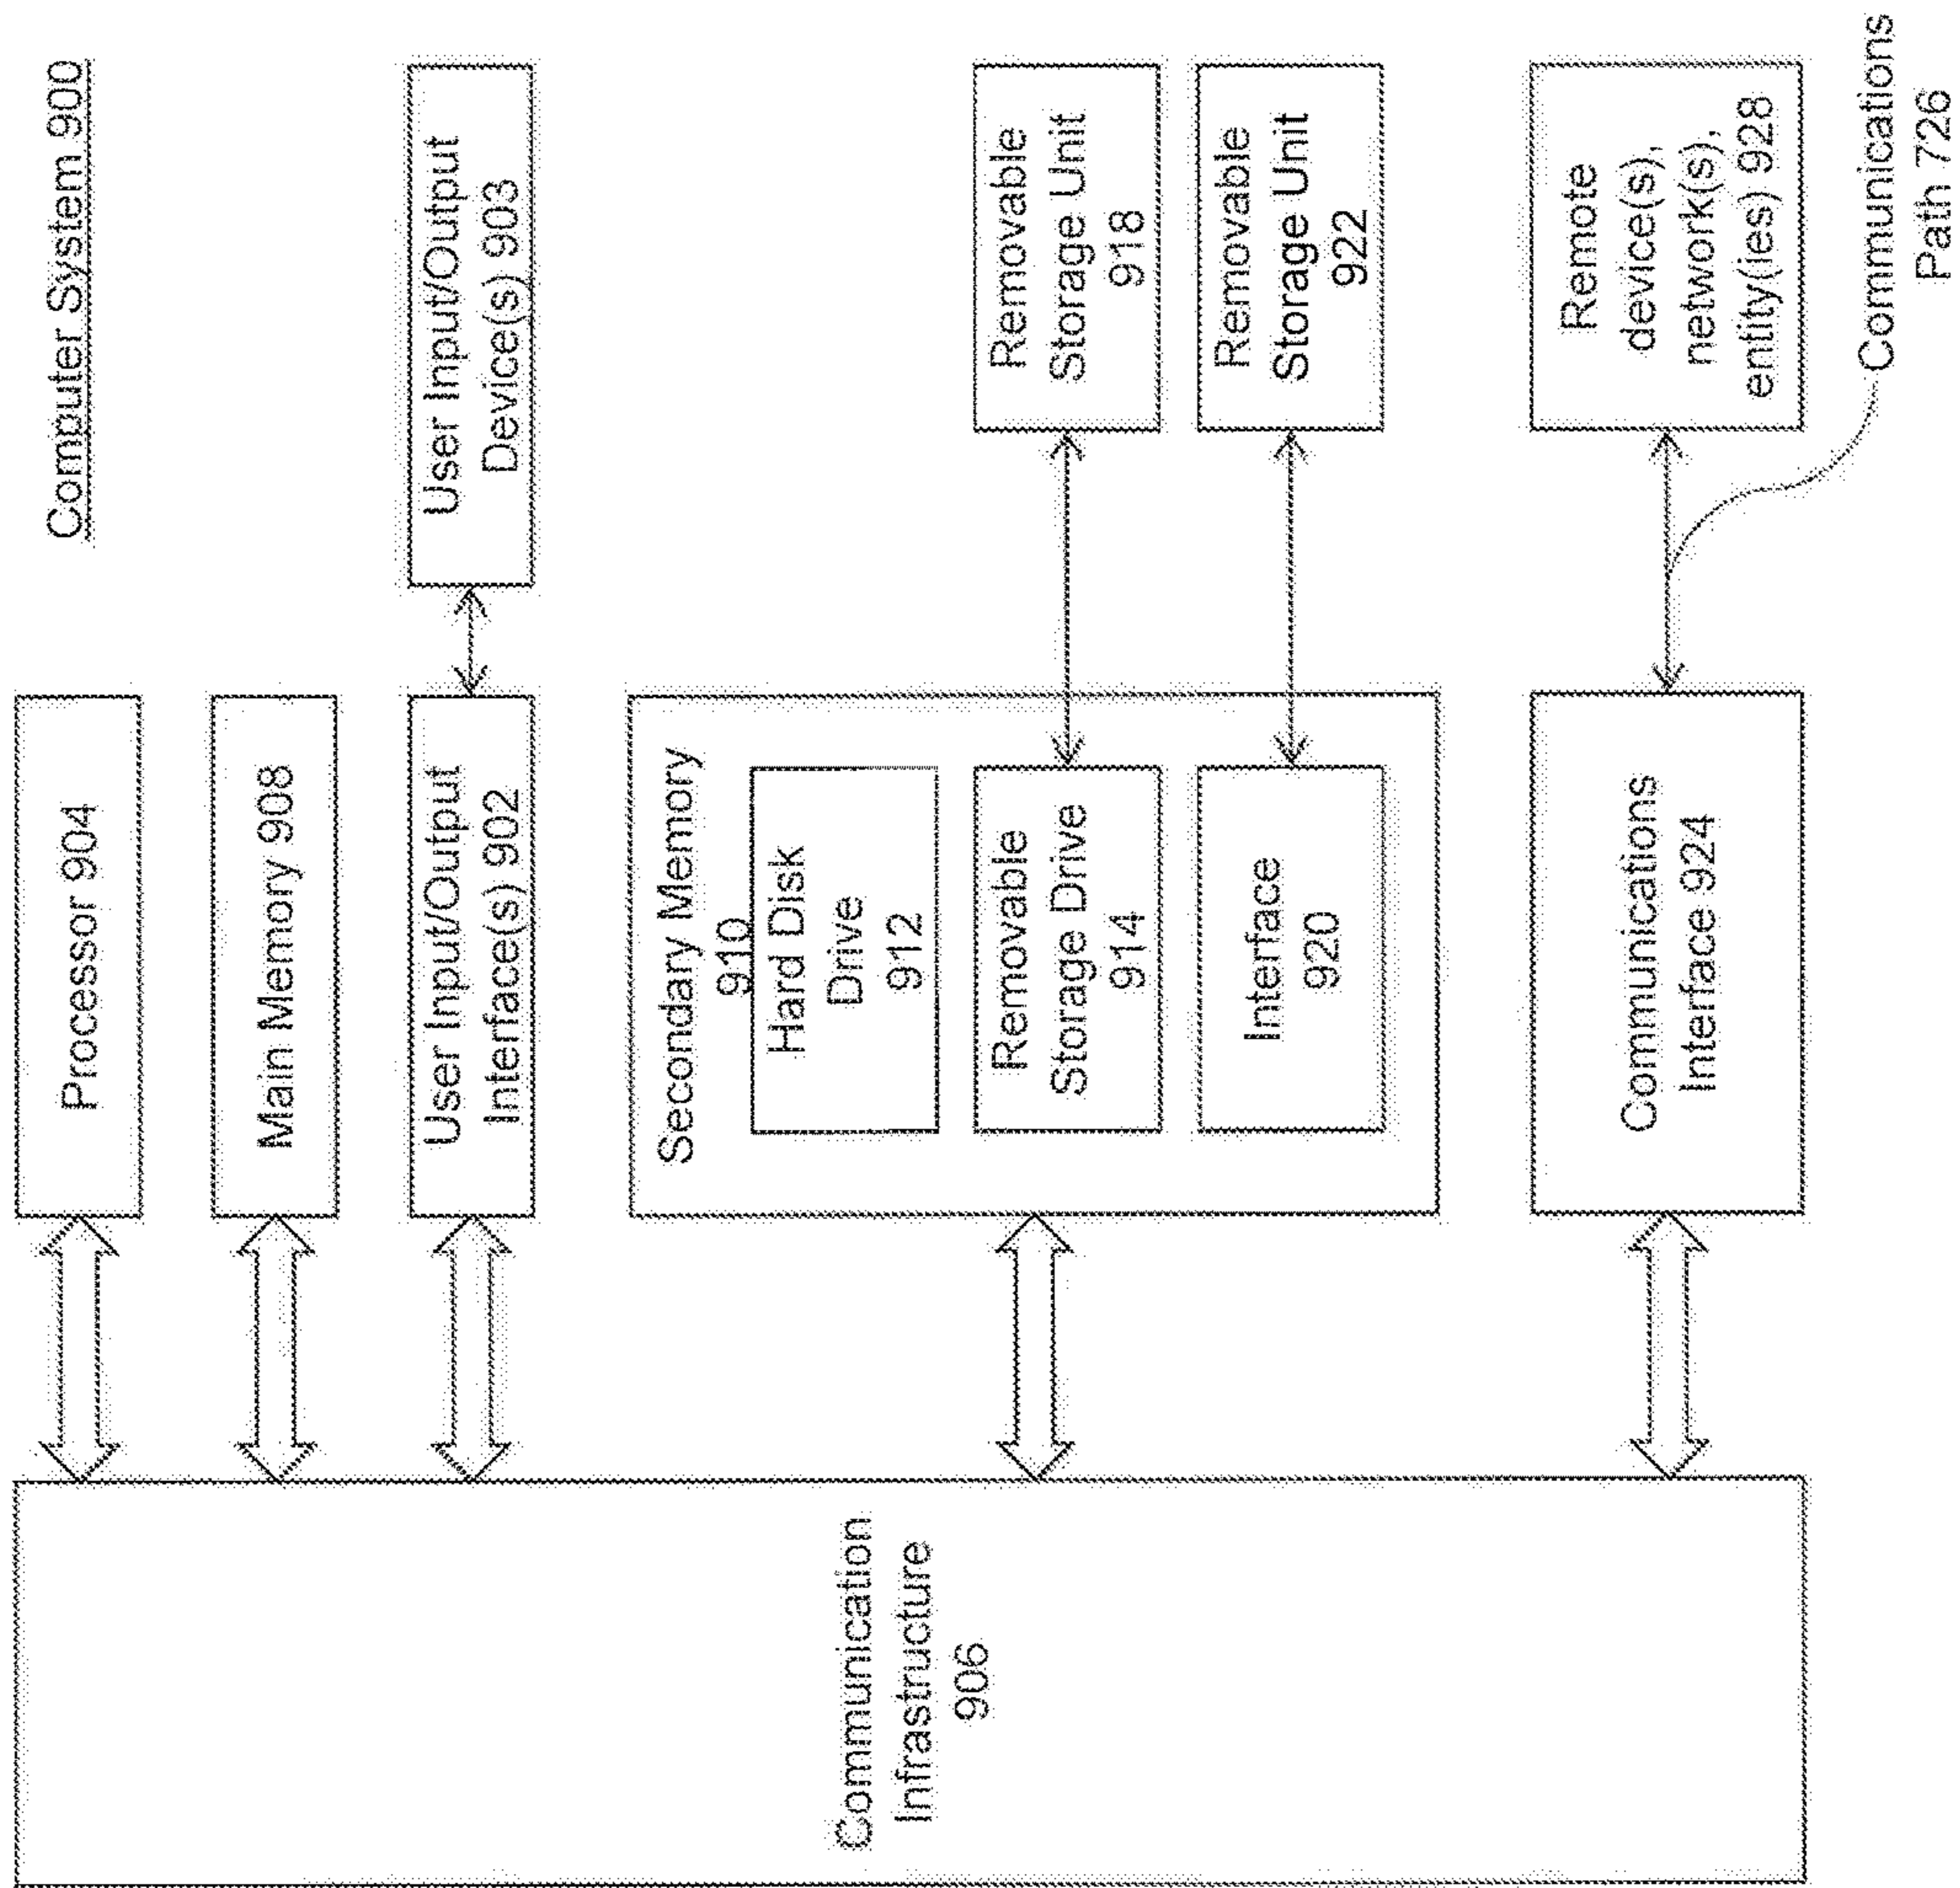 Computer System 900
Processor 904
Main Memory 908
User Input/Output
Interface(s) 902
User Input/Output
Device(s) 903
Secondary Memory
910
Hard Disk
Drive
912
Removable
Storage Drive
914
Removable
Storage Unit
918
Interface
920
Removable
Storage Unit
922
Communications
Interface 924
Remote
device(s),
network(s),
entity(ies) 928
Communications
Path 726
Communication
Infrastructure
906